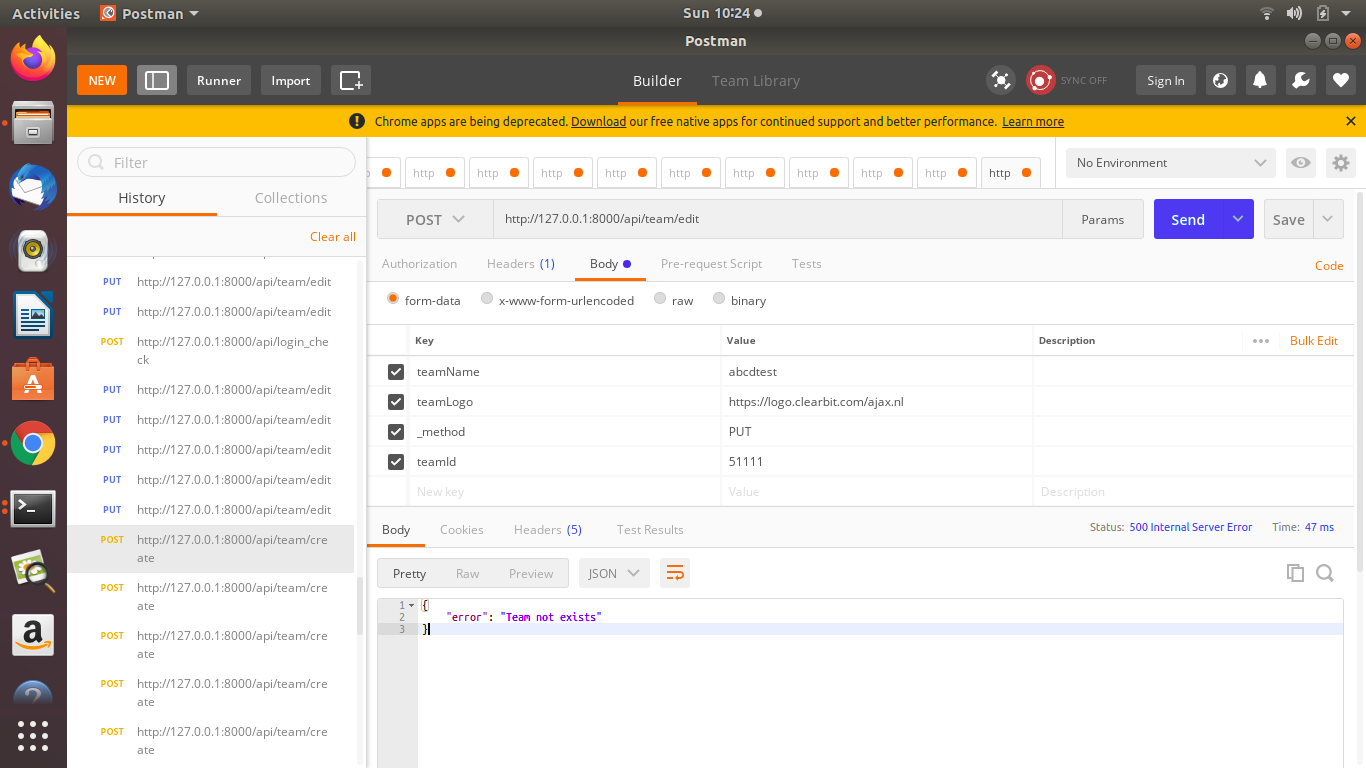 Activities
Postman
Sun 10:24
Postman
NEW
Runner
Import
Builder
Team Library
SYNC OFF
Sign In
Chrome apps are being deprecated. Download our free native apps for continued support and better performance. Learn more
Filter
History
Collections
Clear all
PUT http://127.0.0.1:8000/api/team/edit
PUT http://127.0.0.1:8000/api/team/edit
POST http://127.0.0.1:8000/api/login_che
ck
PUT http://127.0.0.1:8000/api/team/edit
PUT http://127.0.0.1:8000/api/team/edit
PUT http://127.0.0.1:8000/api/team/edit
PUT http://127.0.0.1:8000/api/team/edit
PUT http://127.0.0.1:8000/api/team/edit
POST http://127.0.0.1:8000/api/team/cre
ate
POST http://127.0.0.1:8000/api/team/cre
ate
POST http://127.0.0.1:8000/api/team/cre
ate
POST http://127.0.0.1:8000/api/team/cre
ate
POST http://127.0.0.1:8000/api/team/cre
ate
http http http http http http http http http http
No Environment
POST http://127.0.0.1:8000/api/team/edit Params Send Save
Authorization Headers (1) Body Pre-request Script Tests Code
form-data x-www-form-urlencoded raw binary
Key Value Description Bulk Edit
teamName abcdtest
teamLogo https://logo.clearbit.com/ajax.nl
_method PUT
teamId 51111
New key Value Description
Body Cookies Headers (5) Test Results Status: 500 Internal Server Error Time: 47 ms
Pretty Raw Preview JSON
1 {
2 "error": "Team not exists"
3 }